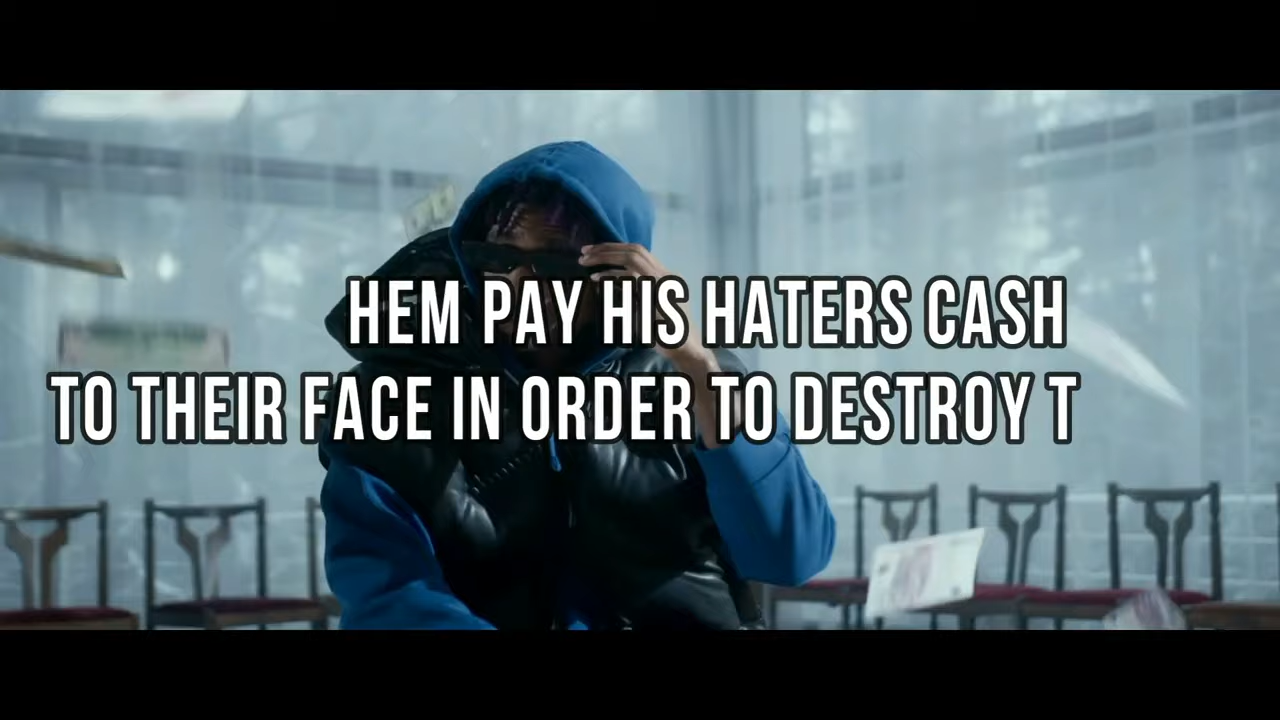 HEM PAY HIS HATERS CASH
TO THEIR FACE IN ORDER TO DESTROY T